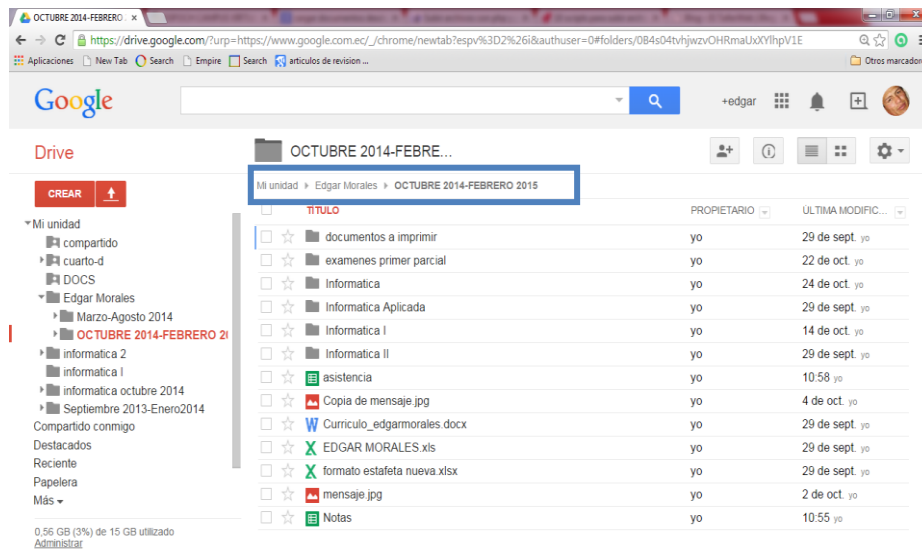 OCTUBRE 2014-FEBRERO
https://drive.google.com/?urp=https://www.google.com.ec/_/chrome/newtab?espv%3D2%26i&authuser=0#folders/0B4s04tvhjwzvOHRmaUxXYlhpV1E
Aplicaciones New Tab Search Empire Search articulos de revision ... Otros marcador
Google +edgar
Drive OCTUBRE 2014-FEBRE...
Mi unidad Edgar Morales OCTUBRE 2014-FEBRERO 2015
CREAR
TÍTULO PROPIETARIO ÚLTIMA MODIFIC...
Mi unidad
compartido
cuarto-d
DOCS
Edgar Morales
Marzo-Agosto 2014
OCTUBRE 2014-FEBRERO 20
informatica 2
informatica I
informatica octubre 2014
Septiembre 2013-Enero2014
Compartido conmigo
Destacados
Reciente
Papelera
Más
0,56 GB (3%) de 15 GB utilizado
Administrar
documentos a imprimir yo 29 de sept. yo
examenes primer parcial yo 22 de oct. yo
Informatica yo 24 de oct. yo
Informatica Aplicada yo 29 de sept. yo
Informatica I yo 14 de oct. yo
Informatica II yo 29 de sept. yo
asistencia yo 10:58 yo
Copia de mensaje.jpg yo 4 de oct. yo
Curriculo_edgarmorales.docx yo 29 de sept. yo
EDGAR MORALES.xls yo 29 de sept. yo
formato estafeta nueva.xlsx yo 29 de sept. yo
mensaje.jpg yo 2 de oct. yo
Notas yo 10:55 yo